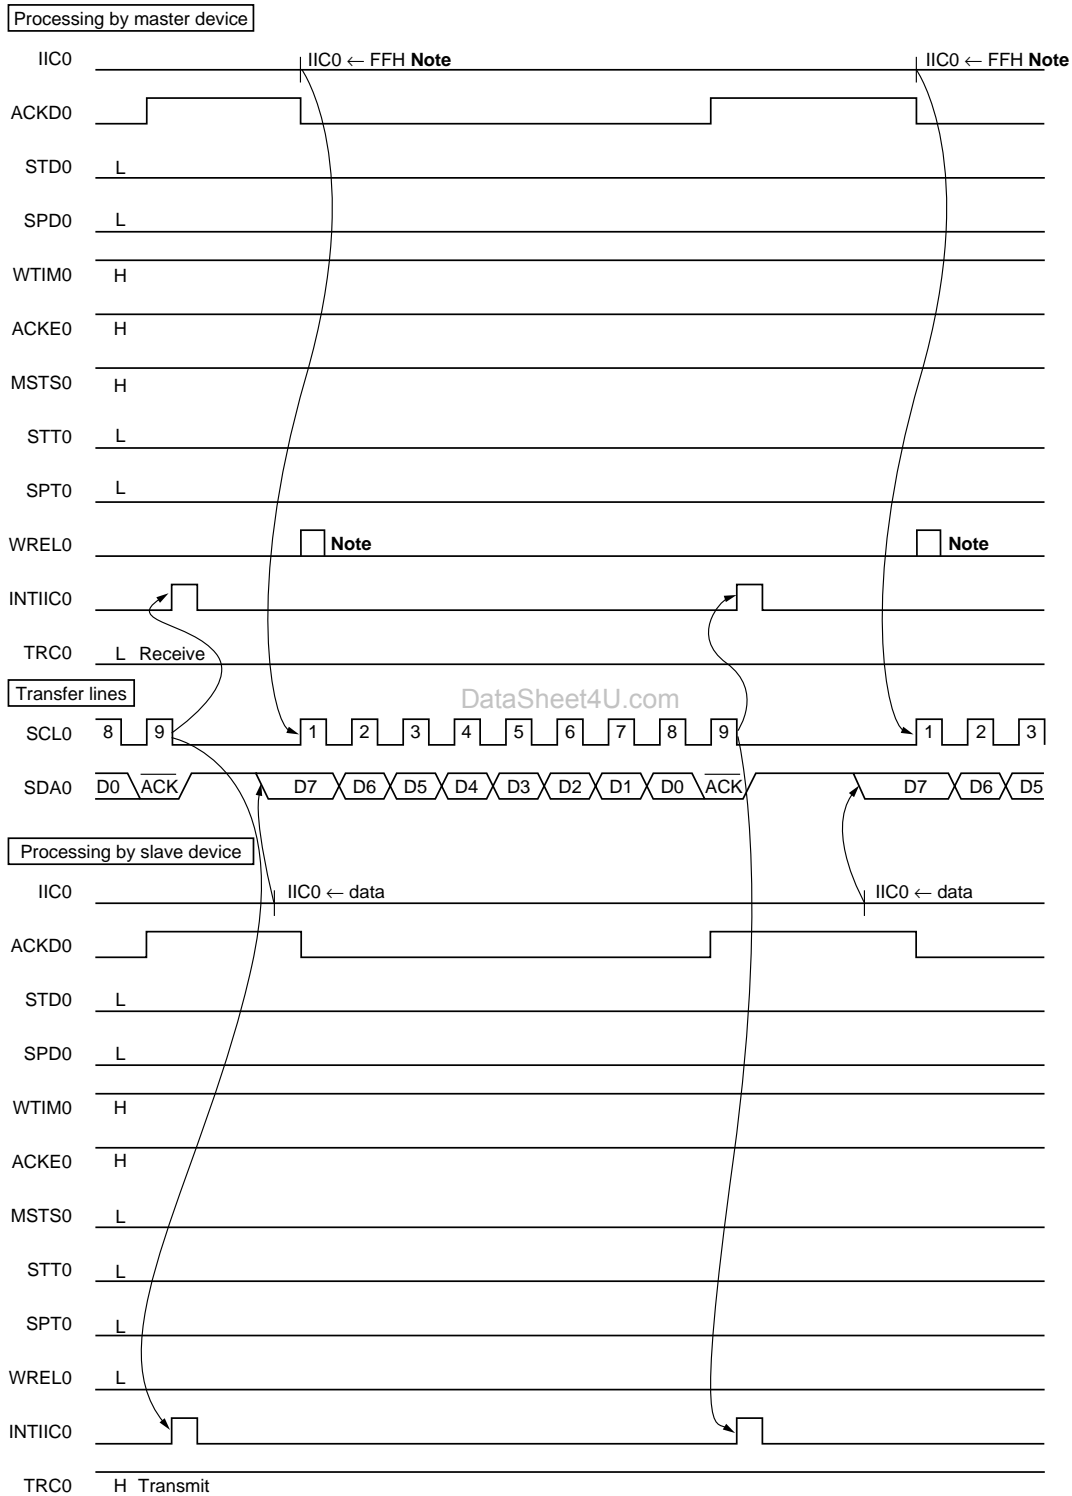 Processing by master device
IIC0 IIC0 ← FFH Note IIC0 ← FFH Note
ACKD0
STD0 L
SPD0 L
WTIM0 H
ACKE0 H
MSTS0 H
STT0 L
SPT0 L
WREL0 Note Note
INTIIC0
TRC0 L Receive
Transfer lines
DataSheet4U.com
SCL0 8 9 1 2 3 4 5 6 7 8 9 1 2 3
SDA0 D0 A̅C̅K̅ D7 D6 D5 D4 D3 D2 D1 D0 A̅C̅K̅ D7 D6 D5
Processing by slave device
IIC0 IIC0 ← data IIC0 ← data
ACKD0
STD0 L
SPD0 L
WTIM0 H
ACKE0 H
MSTS0 L
STT0 L
SPT0 L
WREL0 L
INTIIC0
TRC0 H Transmit